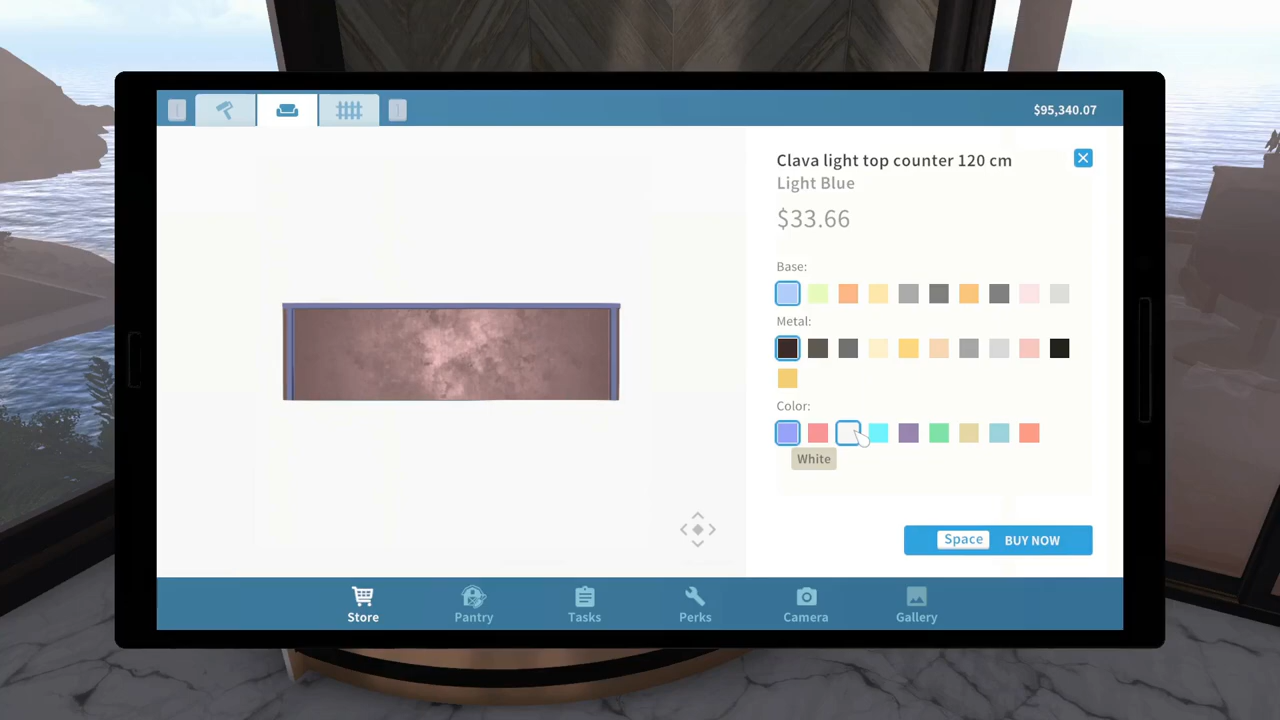 $95,340.07
Clava light top counter 120 cm
Light Blue
$33.66
Base:
Metal:
Color:
White
Space BUY NOW
Store Pantry Tasks Perks Camera Gallery